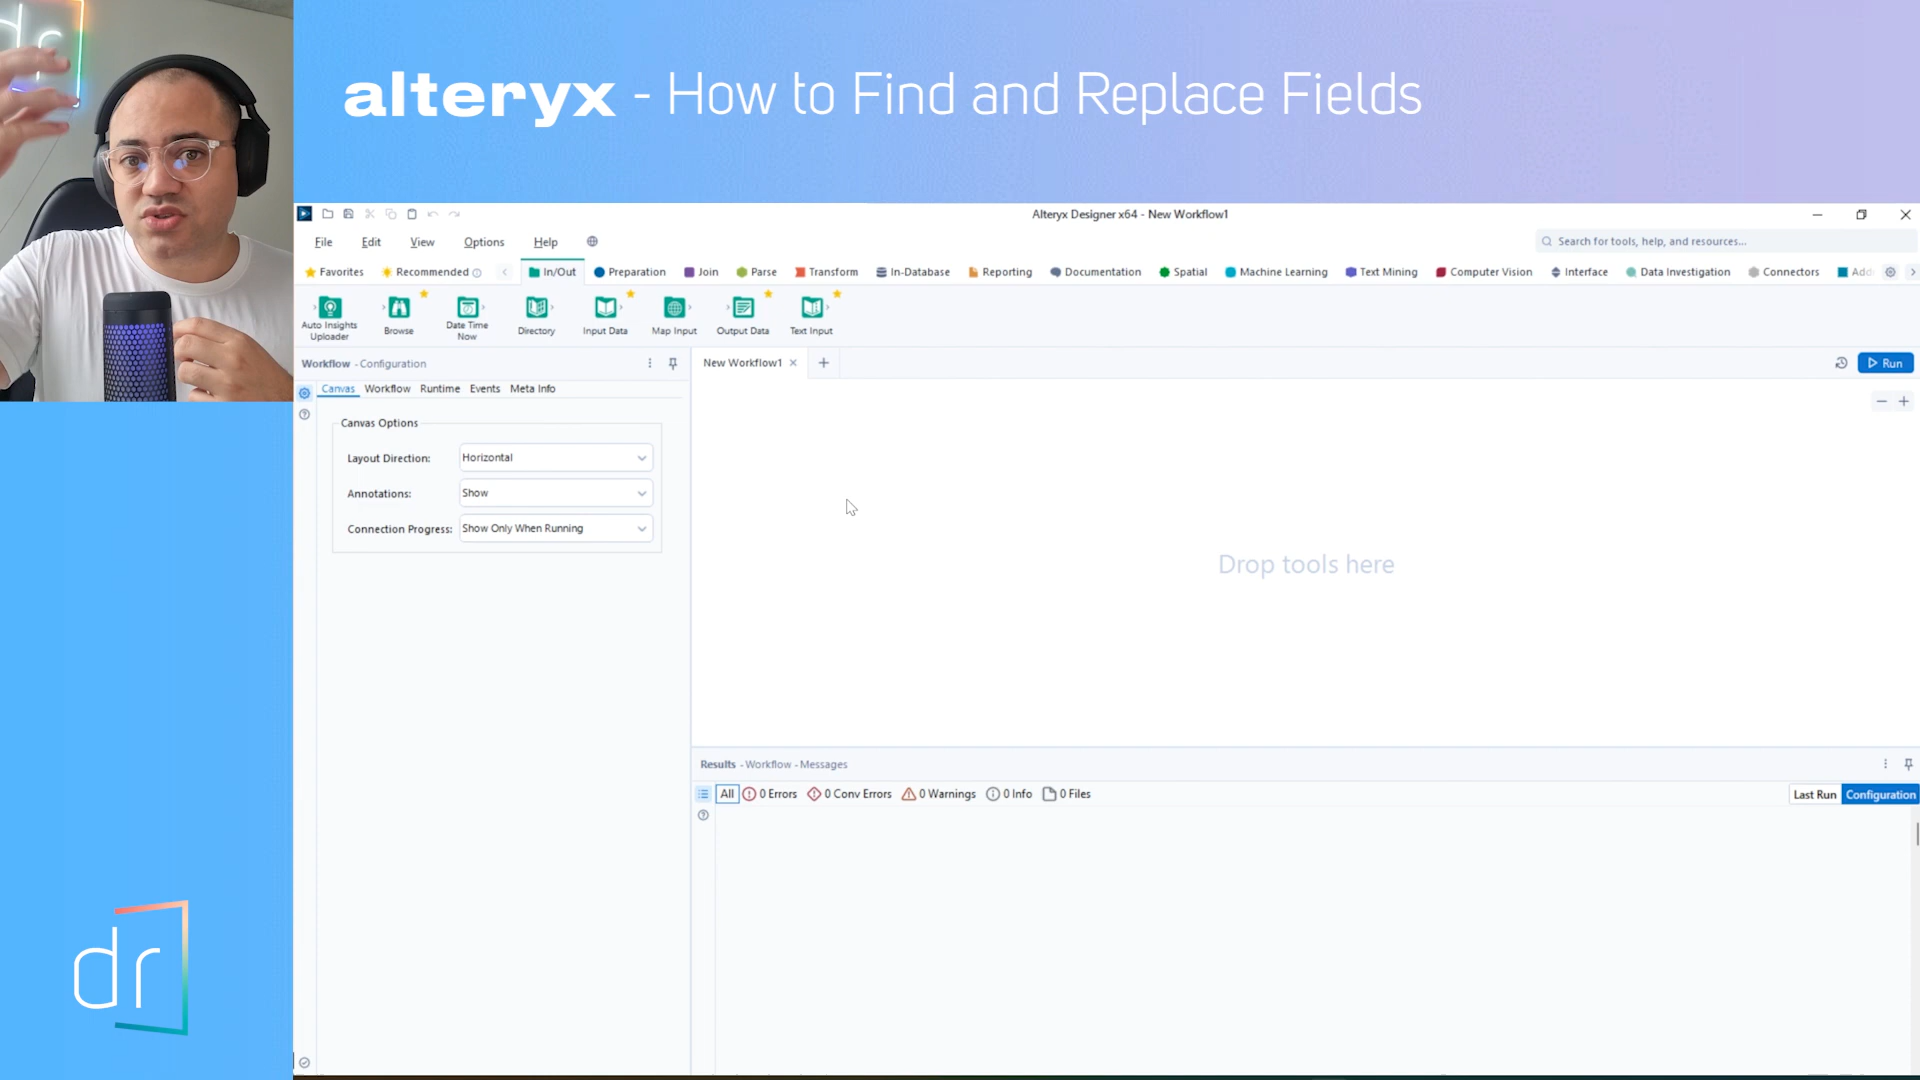 dr
alteryx - How to Find and Replace Fields
Alteryx Designer x64 - New Workflow1
File Edit View Options Help
Search for tools, help, and resources...
Favorites Recommended In/Out Preparation Join Parse Transform In-Database Reporting Documentation Spatial Machine Learning Text Mining Computer Vision Interface Data Investigation Connectors Add
Auto Insights Uploader
Browse
Date Time Now
Directory
Input Data
Map Input
Output Data
Text Input
Workflow - Configuration
New Workflow1
Run
Canvas Workflow Runtime Events Meta Info
Canvas Options
Layout Direction: Horizontal
Annotations: Show
Connection Progress: Show Only When Running
Drop tools here
Results - Workflow - Messages
All 0 Errors 0 Conv Errors 0 Warnings 0 Info 0 Files
Last Run Configuration
dr